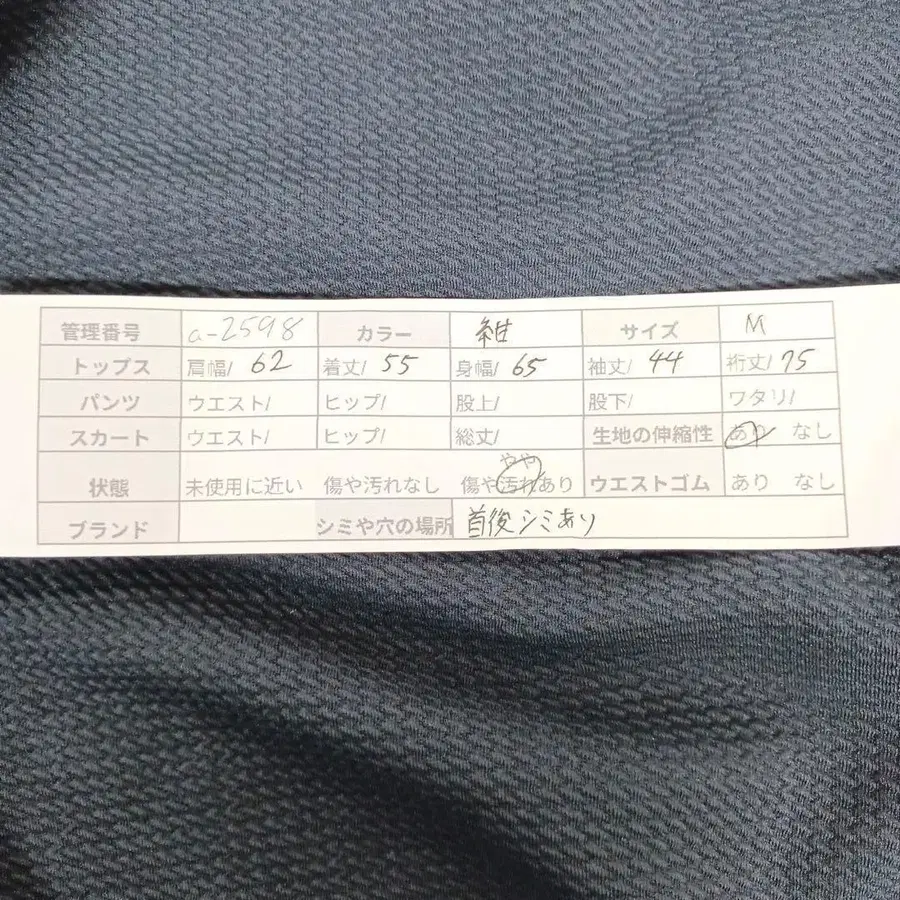 管理番号 a-2598 カラー 紺 サイズ M
トップス 肩幅/ 62 着丈/ 55 身幅/ 65 袖丈/ 44 裄丈/ 75
パンツ ウエスト/ ヒップ/ 股上/ 股下/ ワタリ/
スカート ウエスト/ ヒップ/ 総丈/ 生地の伸縮性 あり なし
やや
状態 未使用に近い 傷や汚れなし 傷や汚れあり ウエストゴム あり なし
ブランド シミや穴の場所 首後シミあり